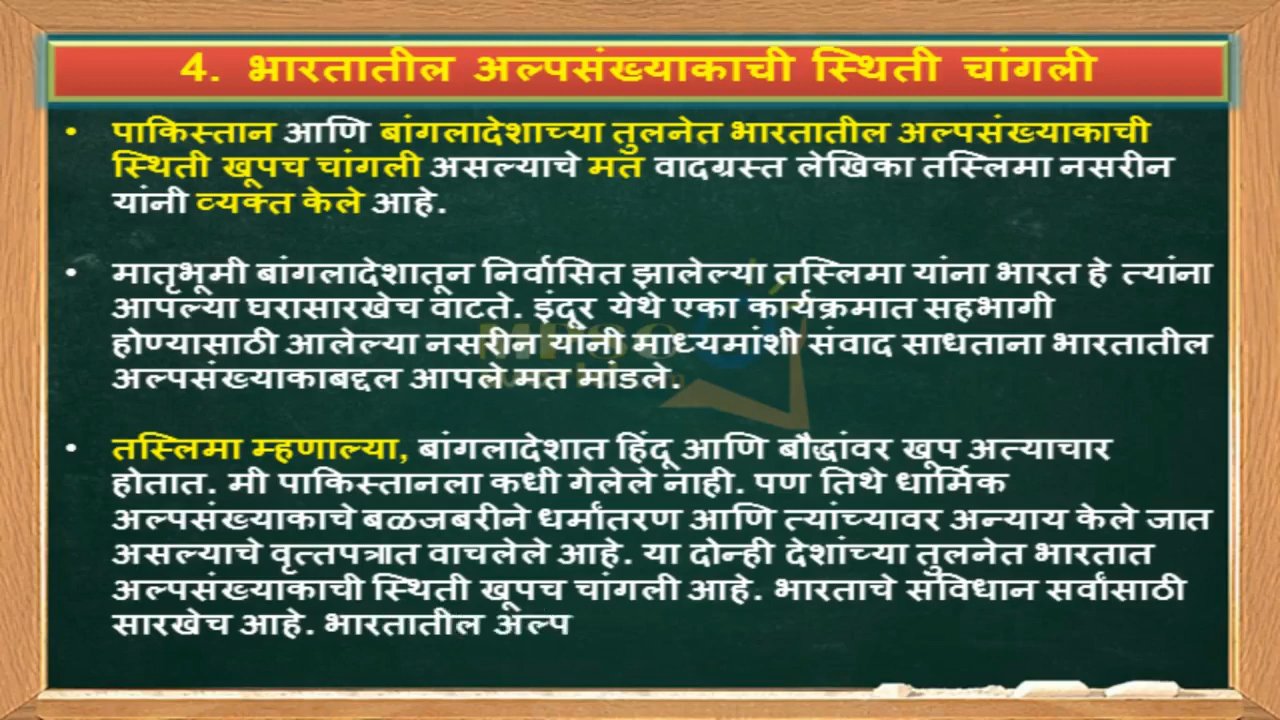 4. भारतातील अल्पसंख्याकाची स्थिती चांगली
• पाकिस्तान आणि बांगलादेशाच्या तुलनेत भारतातील अल्पसंख्याकाची
स्थिती खूपच चांगली असल्याचे मत वादग्रस्त लेखिका तस्लिमा नसरीन
यांनी व्यक्त केले आहे.
• मातृभूमी बांगलादेशातून निर्वासित झालेल्या तस्लिमा यांना भारत हे त्यांना
आपल्या घरासारखेच वाटते. इंदूर येथे एका कार्यक्रमात सहभागी
होण्यासाठी आलेल्या नसरीन यांनी माध्यमांशी संवाद साधताना भारतातील
अल्पसंख्याकाबद्दल आपले मत मांडले.
• तस्लिमा म्हणाल्या, बांगलादेशात हिंदू आणि बौद्धांवर खूप अत्याचार
होतात. मी पाकिस्तानला कधी गेलेले नाही. पण तिथे धार्मिक
अल्पसंख्याकाचे बळजबरीने धर्मांतरण आणि त्यांच्यावर अन्याय केले जात
असल्याचे वृत्तपत्रात वाचलेले आहे. या दोन्ही देशांच्या तुलनेत भारतात
अल्पसंख्याकाची स्थिती खूपच चांगली आहे. भारताचे संविधान सर्वांसाठी
सारखेच आहे. भारतातील अल्प